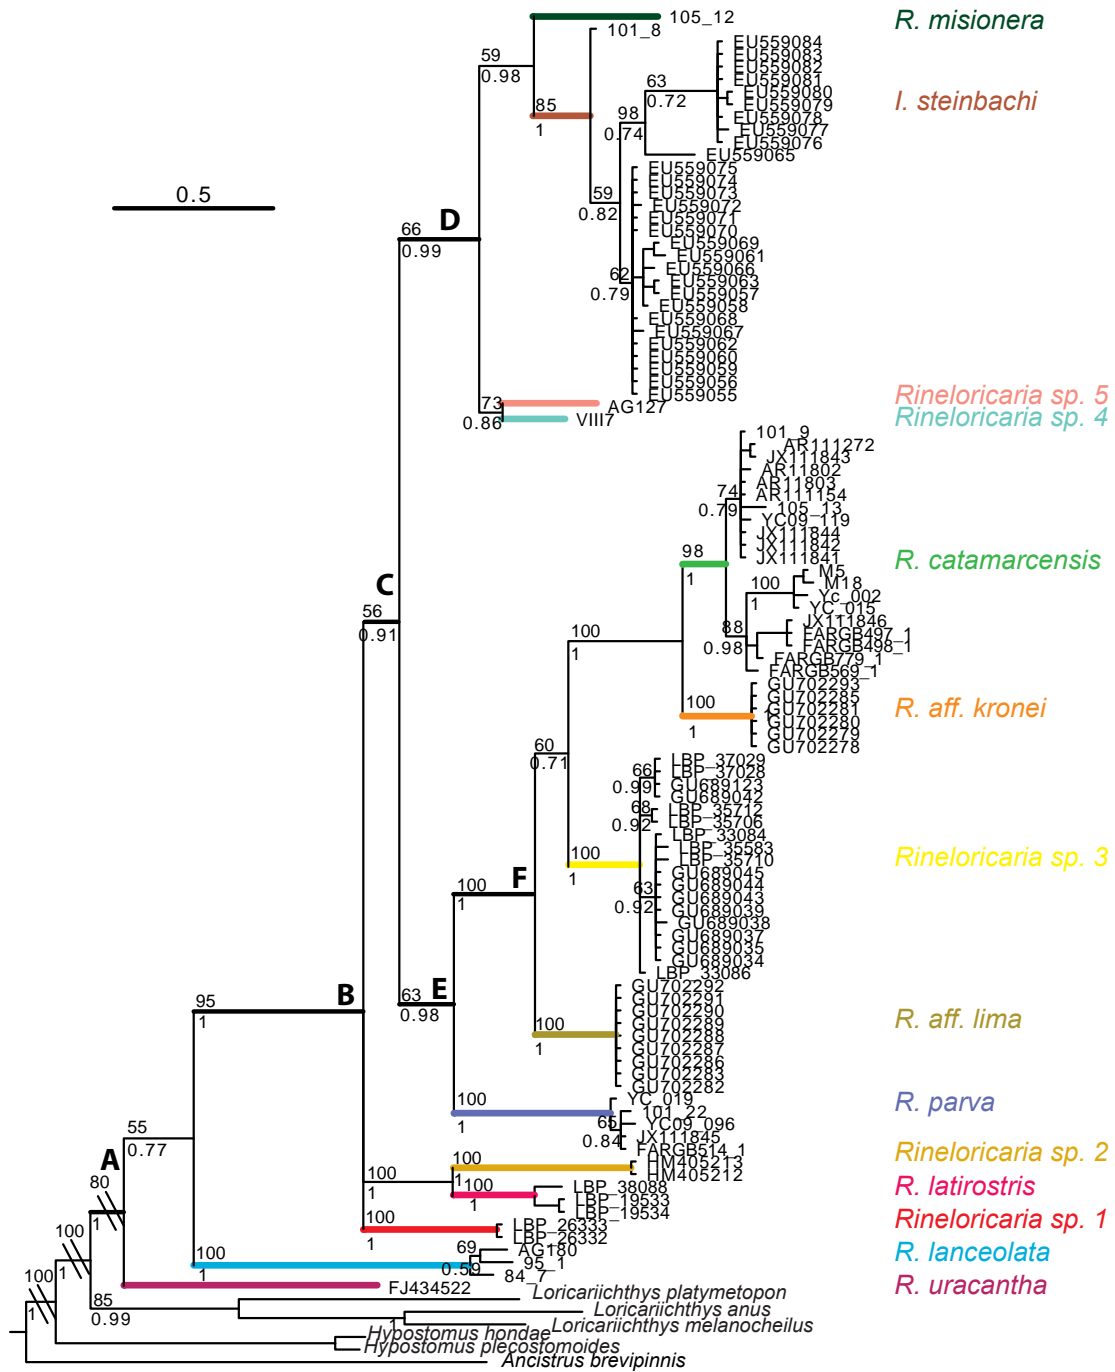 105_12
R. misionera
101_8
59
0.98
EU559084
EU559083
EU559082
EU559081
EU559080
EU559079
EU559078
EU559077
EU559076
63
0.72
I. steinbachi
85
1
98
0.74
EU559065
EU559075
EU559074
EU559073
EU559072
EU559071
EU559070
EU559069
EU559061
EU559066
EU559063
EU559057
EU559058
EU559068
EU559067
EU559062
EU559060
EU559059
EU559056
EU559055
0.5
59
0.82
66
D
0.99
62
0.79
Rineloricaria sp. 5
73
AG127
0.86
VIII7
Rineloricaria sp. 4
101_9
AR111272
JX111843
AR11802
AR11803
AR111154
105_13
YC09_119
JX111844
JX111842
JX111841
74
0.79
98
1
R. catamarcensis
M5
M18
Yc_002
YC_015
100
1
JX111846
FARGB497_1
FARGB498_1
FARGB779_1
FARGB569_1
88
0.98
C
56
0.91
100
1
GU702293
GU702285
GU702281
GU702280
GU702279
GU702278
100
1
1
R. aff. kronei
60
0.71
LBP_37029
LBP_37028
GU689123
GU689042
66
0.99
LBP_35712
LBP_35706
68
0.92
LBP_33084
LBP_35583
LBP_35710
GU689045
GU689044
GU689043
GU689039
GU689038
GU689037
GU689035
GU689034
LBP_33086
100
1
Rineloricaria sp. 3
63
0.92
100
F
1
GU702292
GU702291
GU702290
GU702289
GU702288
GU702287
GU702286
GU702283
GU702282
63
E
0.98
95
B
1
100
1
R. aff. lima
YC_019
101_22
YC09_096
JX111845
FARGB514_1
100
1
65
0.84
R. parva
55
0.77
HM405213
HM405212
100
1
Rineloricaria sp. 2
A
80
1
100
1
LBP_38088
LBP_19533
LBP_19534
100
R. latirostris
LBP_26333
LBP_26332
100
1
Rineloricaria sp. 1
AG180
95_1
84_7
69
0.59
100
1
R. lanceolata
100
1
FJ434522
R. uracantha
100
1
85
0.99
Loricariichthys platymetopon
Loricariichthys anus
1
Loricariichthys melanocheilus
Hypostomus hondae
Hypostomus plecostomoides
Ancistrus brevipinnis